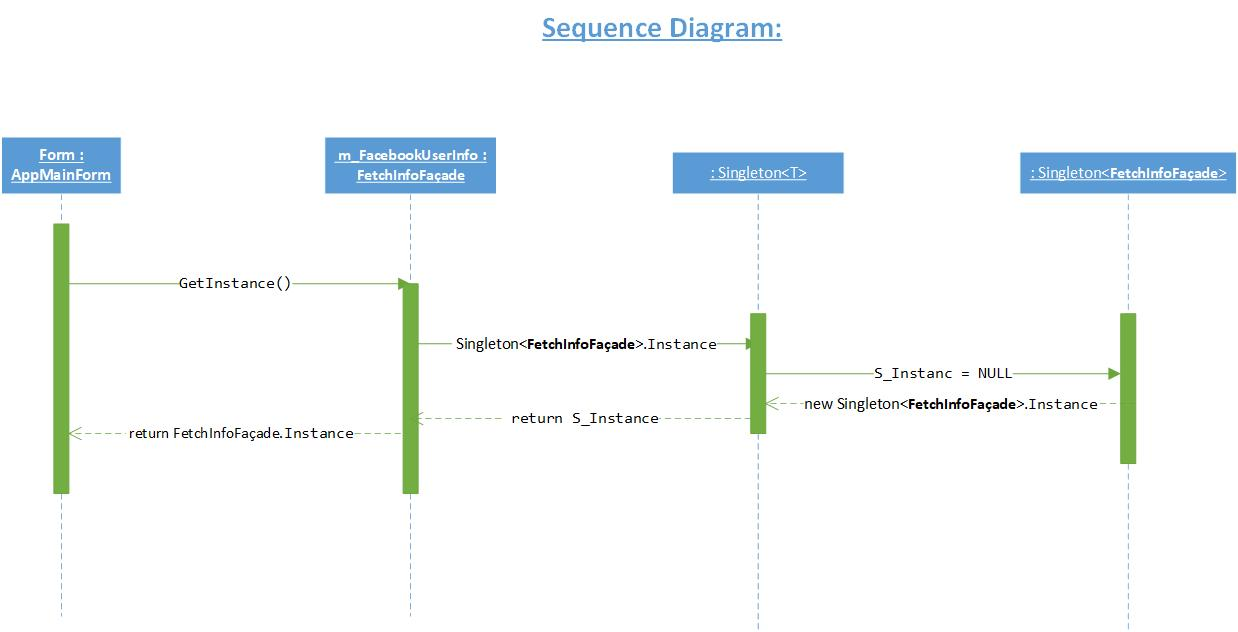 Sequence Diagram:
Form :
AppMainForm
m_FacebookUserInfo :
FetchInfoFaçade
: Singleton<T>
: Singleton<FetchInfoFaçade>
GetInstance()
Singleton<FetchInfoFaçade>.Instance
S_Instanc = NULL
new Singleton<FetchInfoFaçade>.Instance
return S_Instance
return FetchInfoFaçade.Instance